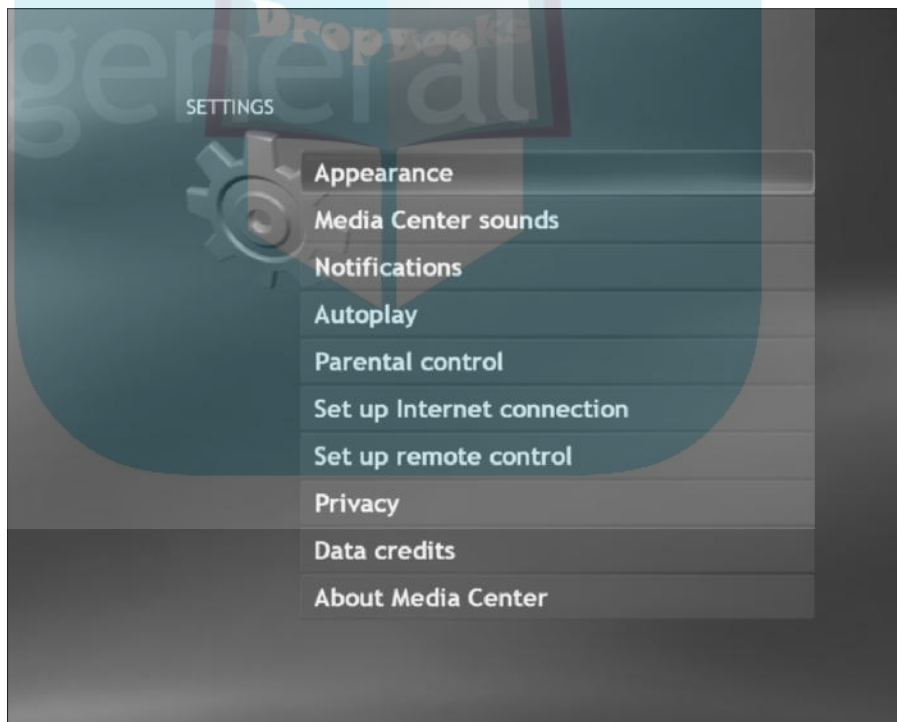 DropBooks
general
SETTINGS
Appearance
Media Center sounds
Notifications
Autoplay
Parental control
Set up Internet connection
Set up remote control
Privacy
Data credits
About Media Center